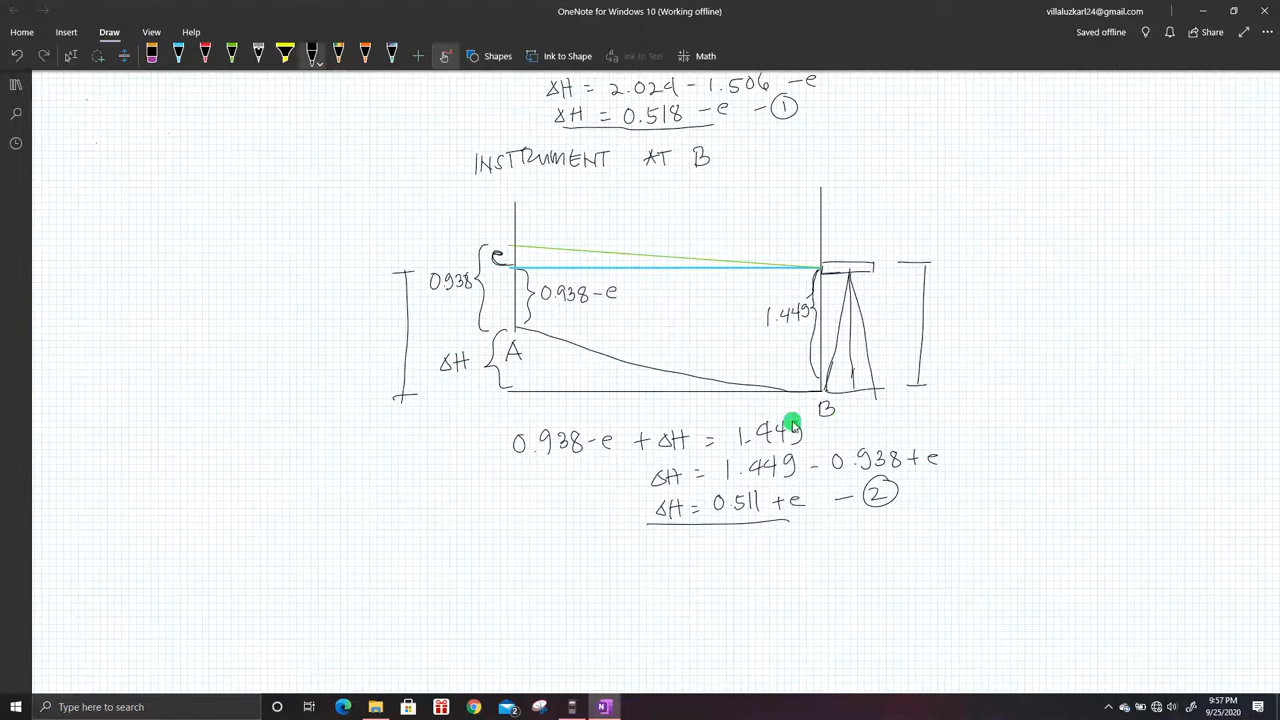 OneNote for Windows 10 (Working offline)
villaluzkarl24@gmail.com
Home Insert Draw View Help
Saved offline
Share
Shapes
Ink to Shape
Ink to Text
Math
ΔH = 2.024 - 1.506 - e
ΔH = 0.518 - e - ①
INSTRUMENT AT B
e
0.938
0.938 - e
1.449
ΔH
A
B
0.938 - e + ΔH = 1.449
ΔH = 1.449 - 0.938 + e
ΔH = 0.511 + e - ②
Type here to search
9:57 PM
9/25/2020